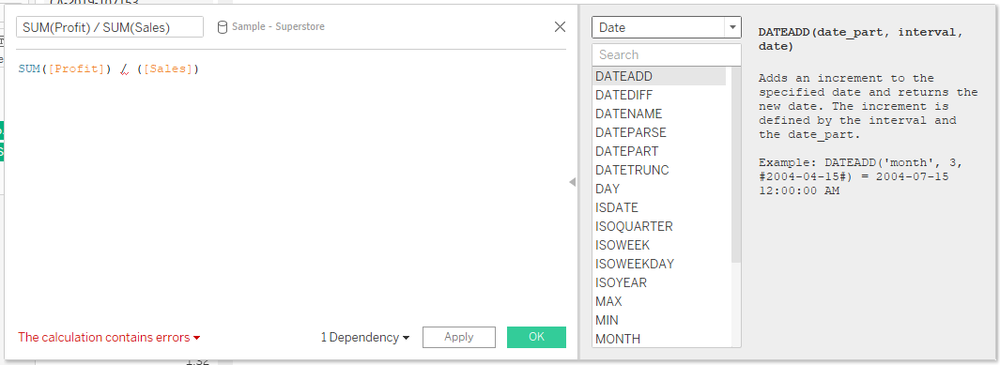 SUM(Profit) / SUM(Sales)
Sample - Superstore
SUM([Profit]) / ([Sales])
The calculation contains errors
1 Dependency
Apply
OK
Date
Search
DATEADD
DATEDIFF
DATENAME
DATEPARSE
DATEPART
DATETRUNC
DAY
ISDATE
ISOQUARTER
ISOWEEK
ISOWEEKDAY
ISOYEAR
MAX
MIN
MONTH
DATEADD(date_part, interval,
date)
Adds an increment to the
specified date and returns the
new date. The increment is
defined by the interval and
the date_part.
Example: DATEADD('month', 3,
#2004-04-15#) = 2004-07-15
12:00:00 AM